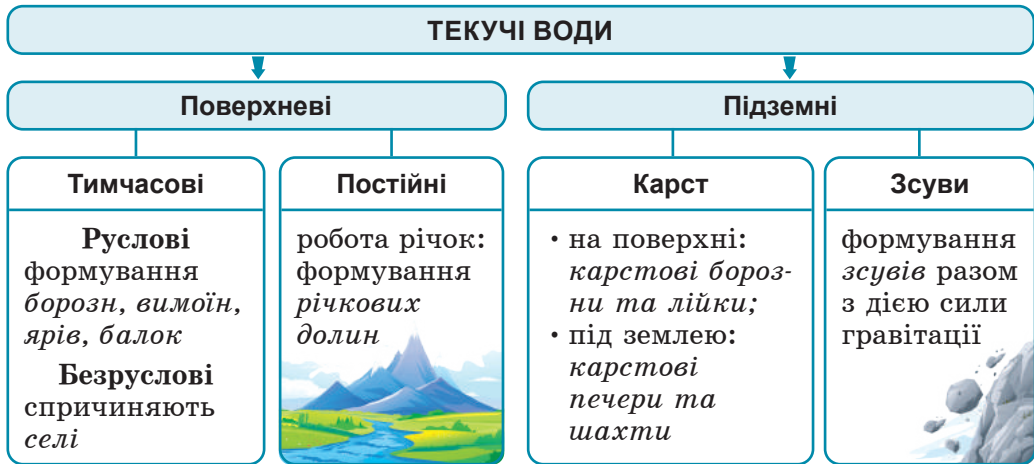 ТЕКУЧІ ВОДИ
Поверхневі
Підземні
Тимчасові
Руслові
формування
борозн, вимоїн,
ярів, балок
Безруслові
спричиняють
селі
Постійні
робота річок:
формування
річкових
долин
Карст
• на поверхні:
карстові бороз-
ни та лійки;
• під землею:
карстові
печери та
шахти
Зсуви
формування
зсувів разом
з дією сили
гравітації